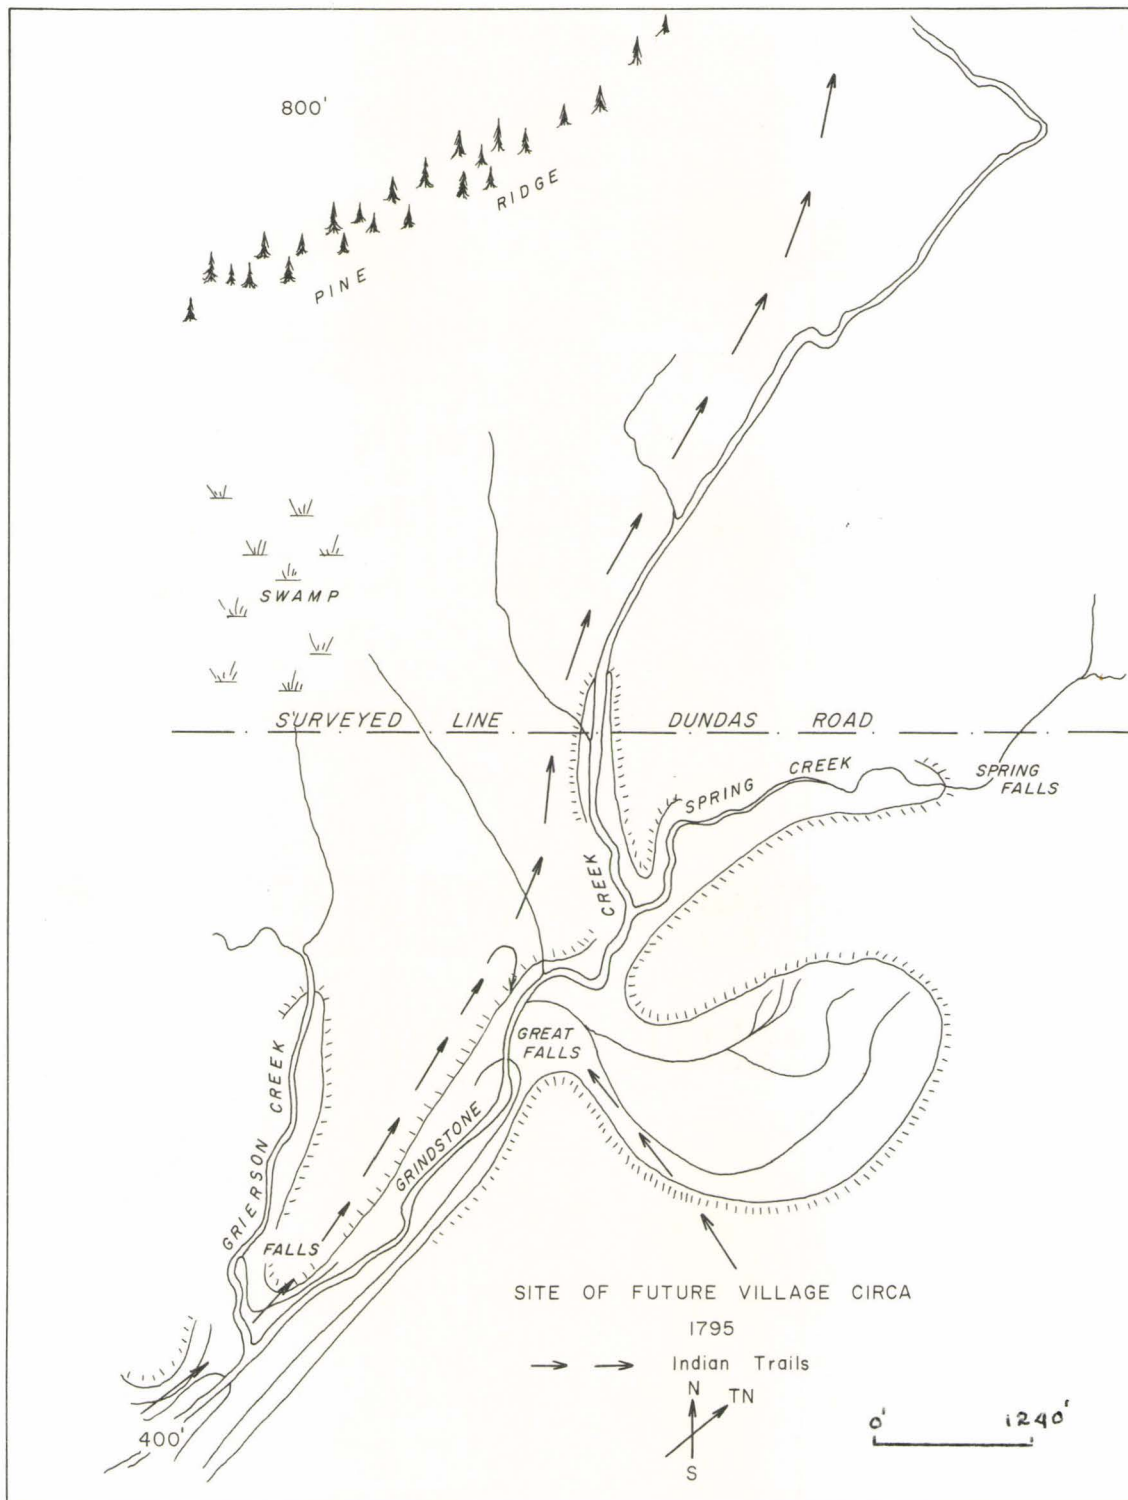 800'
RIDGE
PINE
SWAMP
SURVEYED LINE DUNDAS ROAD
SPRING CREEK
SPRING
FALLS
CREEK
GREAT
FALLS
GRINDSTONE
GRIERSON CREEK
FALLS
SITE OF FUTURE VILLAGE CIRCA
1795
Indian Trails
N
TN
S
0' 1240'
400'